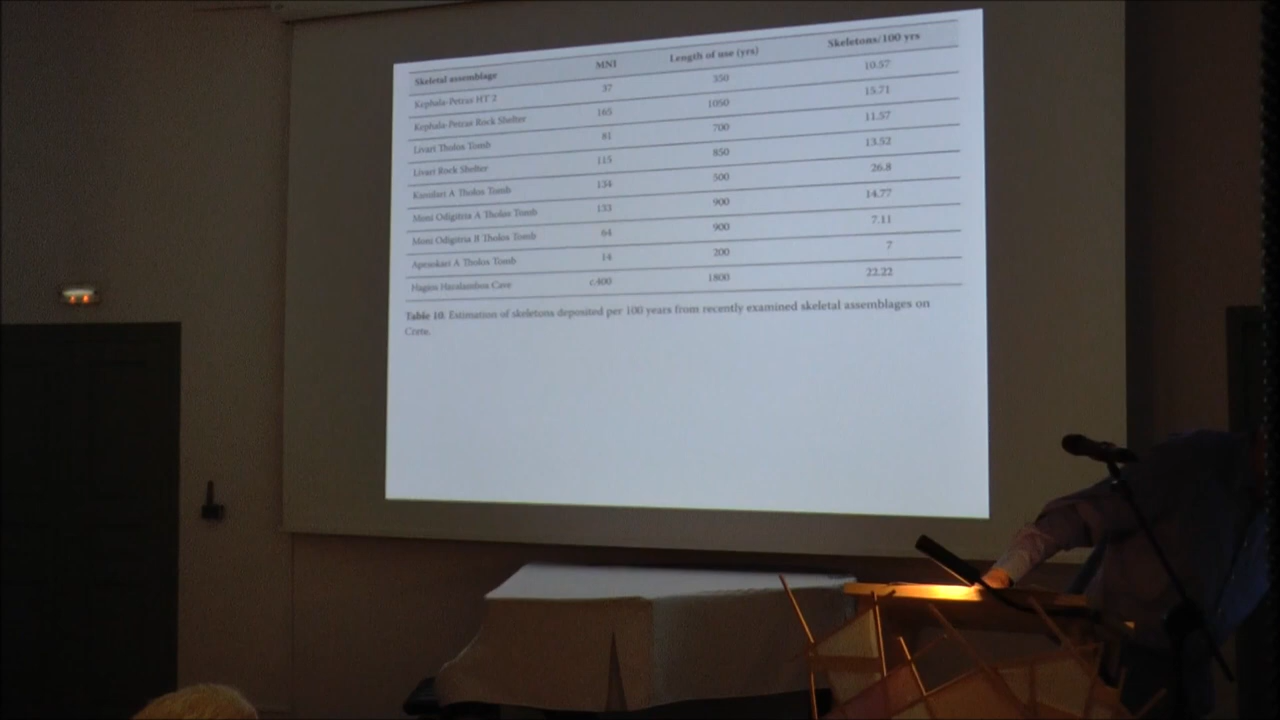 Skeletal assemblage MNI Length of use (yrs) Skeletons/100 yrs
Kephala-Petras HT 2 37 350 10.57
Kephala-Petras Rock Shelter 165 1050 15.71
Livari Tholos Tomb 81 700 11.57
Livari Rock Shelter 115 850 13.52
A Tholos Tomb 134 500 26.8
Moni Odigitria A Tholos Tomb 133 900 14.77
Moni Odigitria B Tholos Tomb 64 900 7.11
Apesokari A Tholos Tomb 14 200 7
Hagios Haralambos Cave c.400 1800 22.22
Table 10. Estimation of skeletons deposited per 100 years from recently examined skeletal assemblages on
Crete.